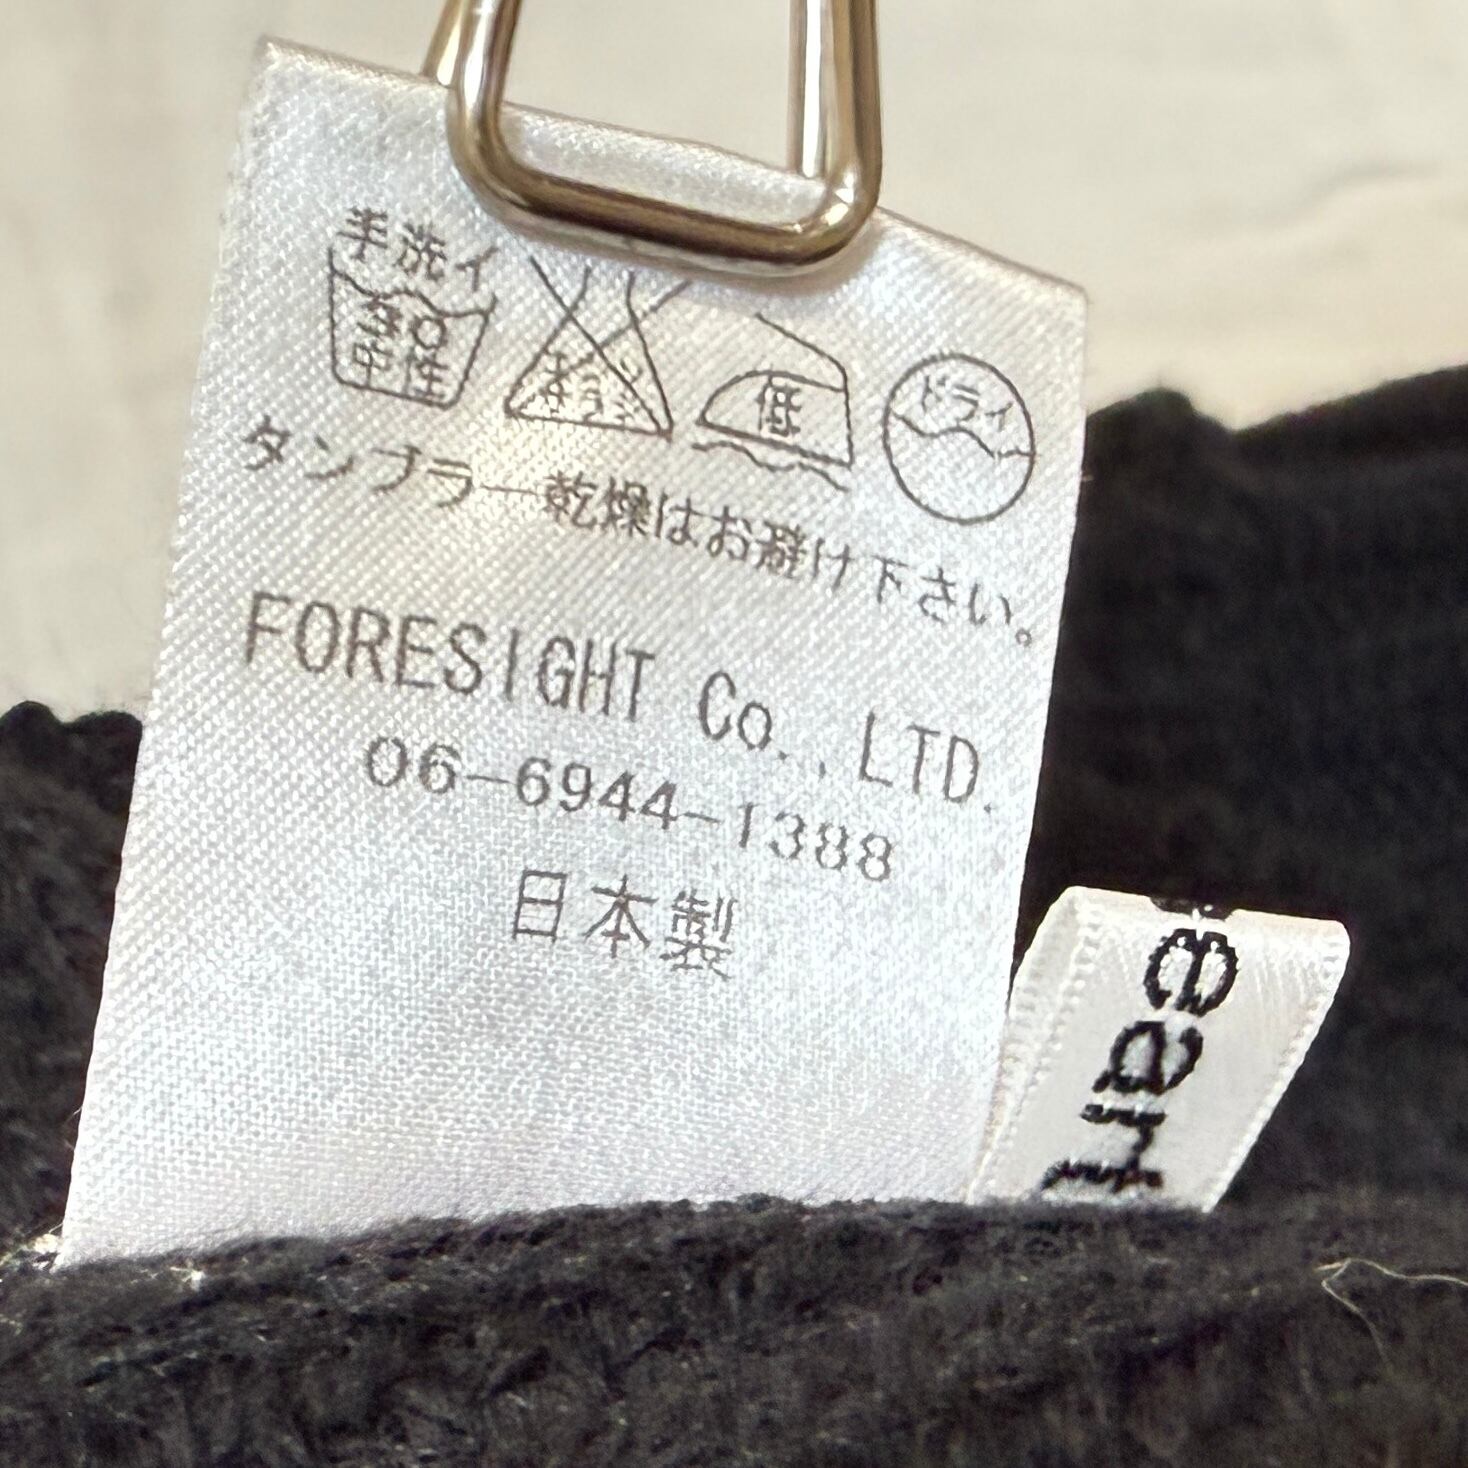 手洗イ
中性
低
ドライ
タンブラー乾燥はお避け下さい。
FORESIGHT Co., LTD.
06-6944-1388
日本製